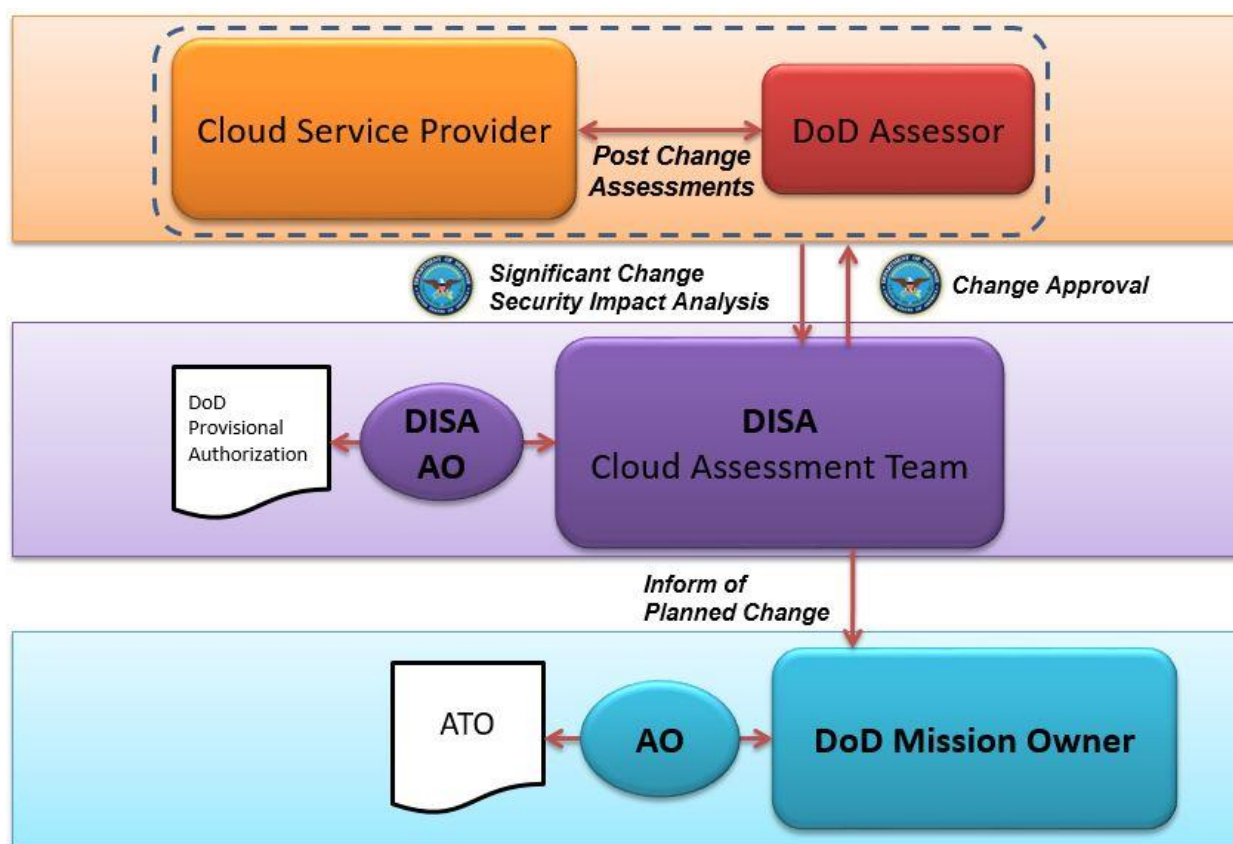 Cloud Service Provider
DoD Assessor
Post Change
Assessments
Significant Change
Security Impact Analysis
Change Approval
DoD
Provisional
Authorization
DISA
AO
DISA
Cloud Assessment Team
Inform of
Planned Change
ATO
AO
DoD Mission Owner